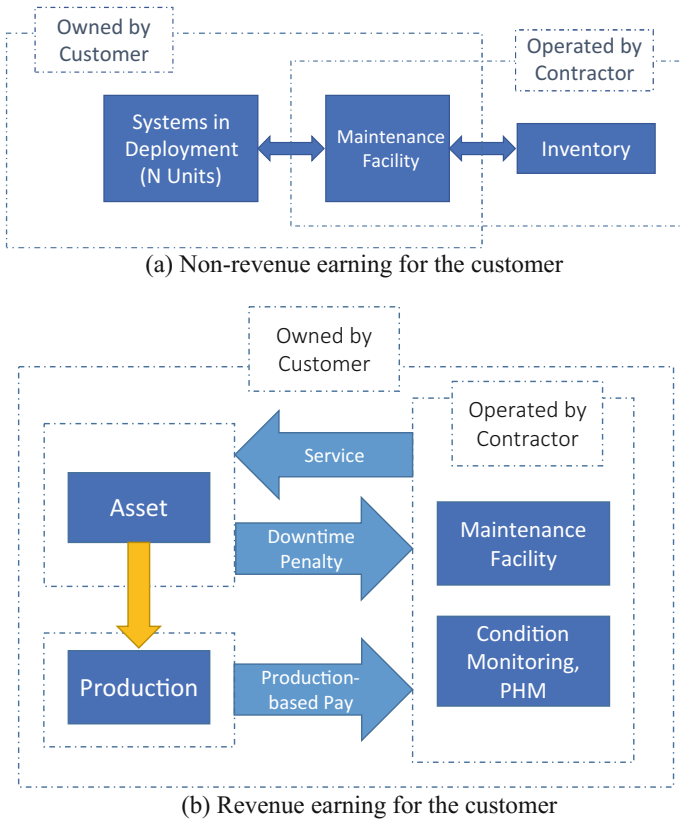 Owned by
Customer
Operated by
Contractor
Systems in
Deployment
(N Units)
Maintenance
Facility
Inventory
(a) Non-revenue earning for the customer
Owned by
Customer
Operated by
Contractor
Service
Asset
Downtime
Penalty
Maintenance
Facility
Production
Production-
based Pay
Condition
Monitoring,
PHM
(b) Revenue earning for the customer